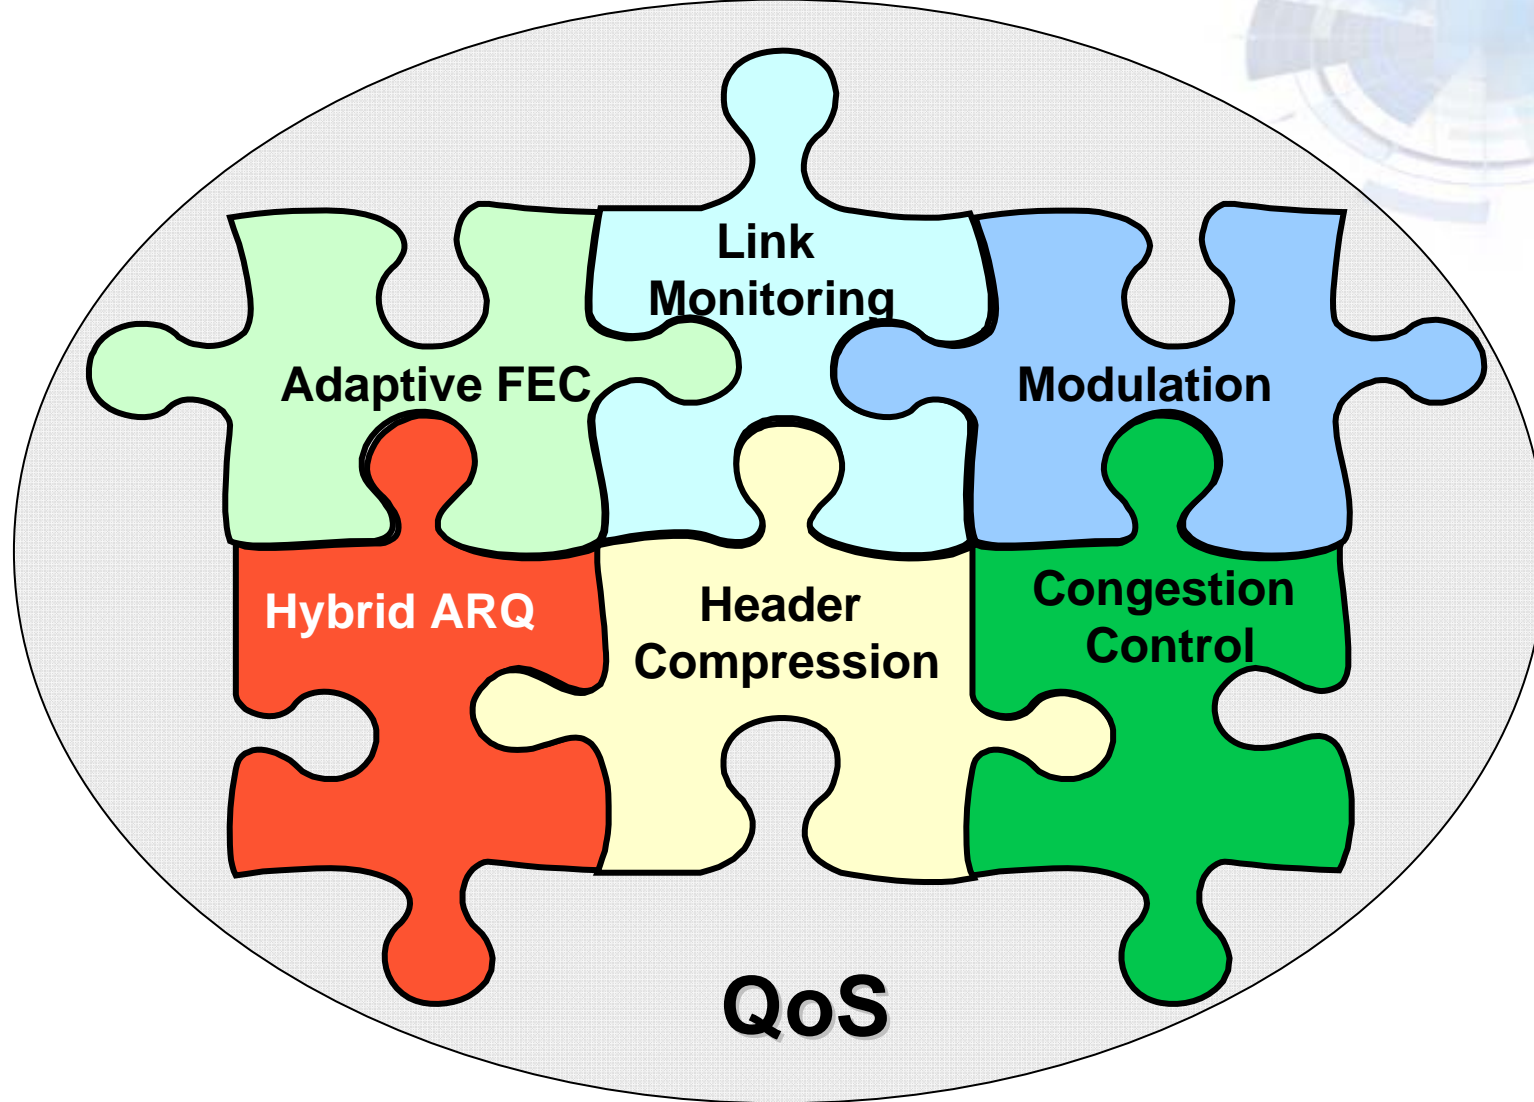 Link
Monitoring
Adaptive FEC
Modulation
Hybrid ARQ
Header
Compression
Congestion
Control
QoS